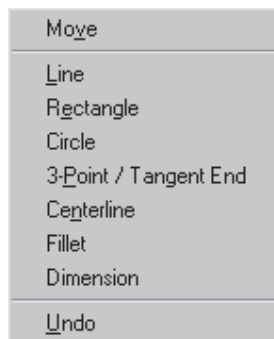 Move
Line
Rectangle
Circle
3-Point / Tangent End
Centerline
Fillet
Dimension
Undo